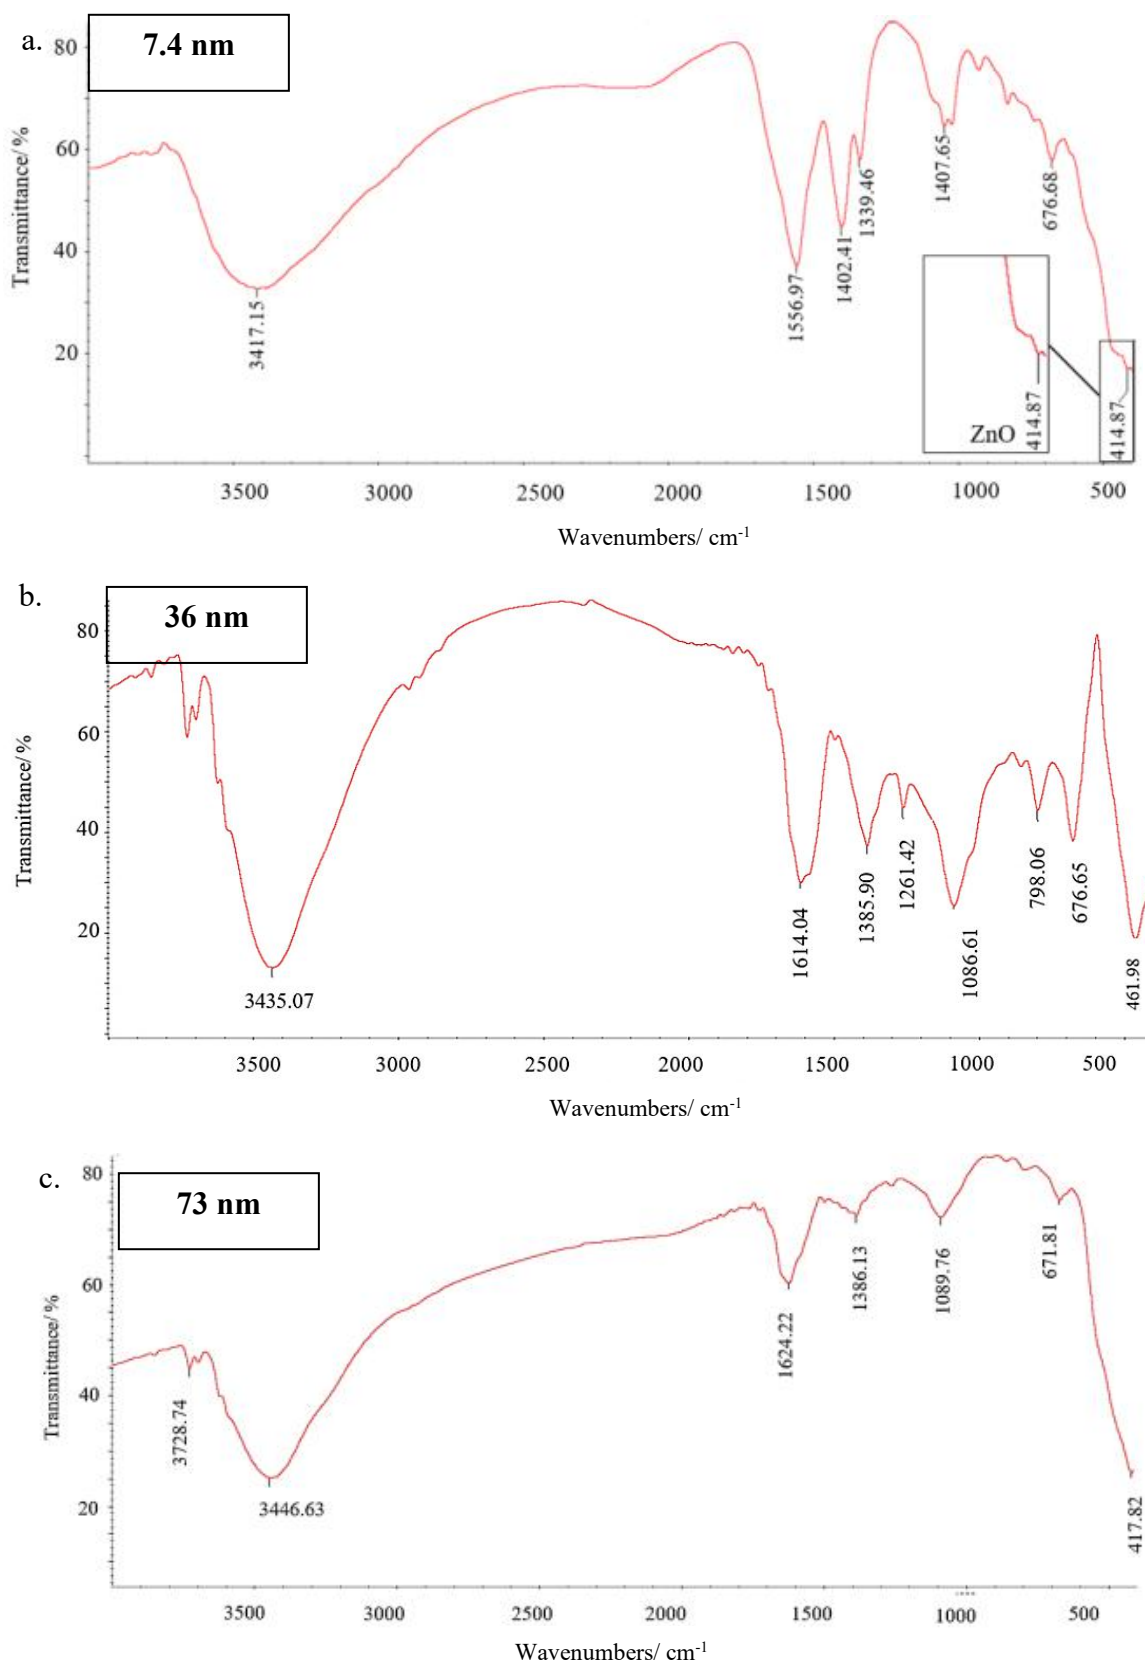 a.
7.4 nm
80
60
40
20
Transmittance/ %
3417.15
1556.97
1402.41
1339.46
1407.65
676.68
414.87
ZnO
414.87
3500 3000 2500 2000 1500 1000 500
Wavenumbers/ cm-1
b.
36 nm
80
60
40
20
Transmittance/ %
3435.07
1614.04
1385.90
1261.42
1086.61
798.06
676.65
461.98
3500 3000 2500 2000 1500 1000 500
Wavenumbers/ cm-1
c.
73 nm
80
60
40
20
Transmittance/ %
3728.74
3446.63
1624.22
1386.13
1089.76
671.81
417.82
3500 3000 2500 2000 1500 1000 500
Wavenumbers/ cm-1